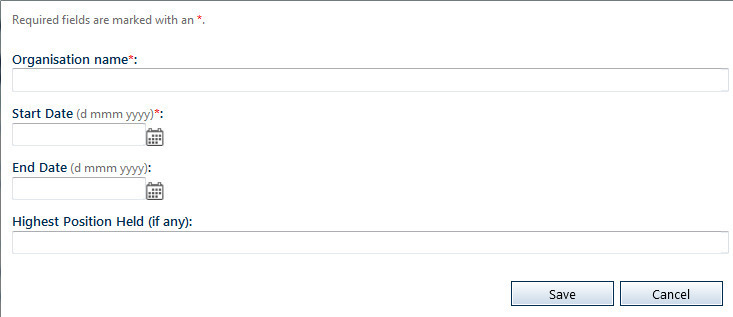 Required fields are marked with an *.
Organisation name*:
Start Date (d mmm yyyy)*:
End Date (d mmm yyyy):
Highest Position Held (if any):
Save Cancel